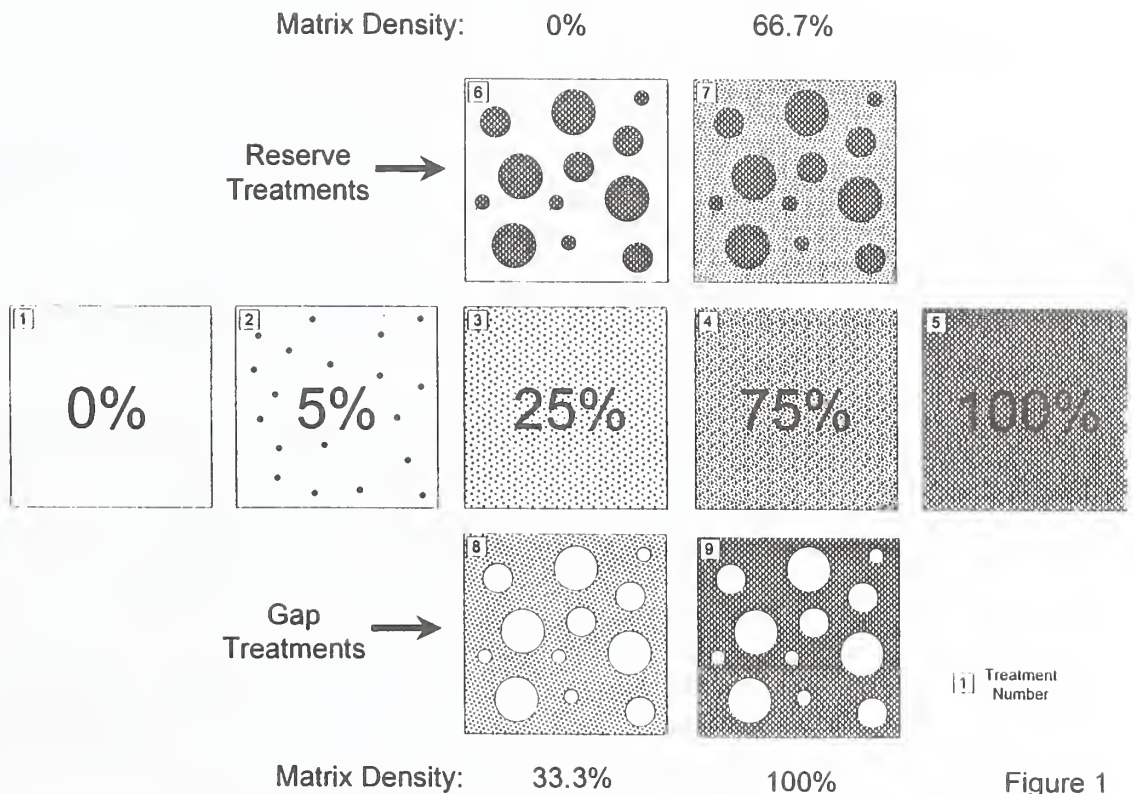 Matrix Density: 0% 66.7%
6 7
Reserve
Treatments
1 2 3 4 5
0% 5% 25% 75% 100%
8 9
Gap
Treatments
1 Treatment
Number
Matrix Density: 33.3% 100% Figure 1